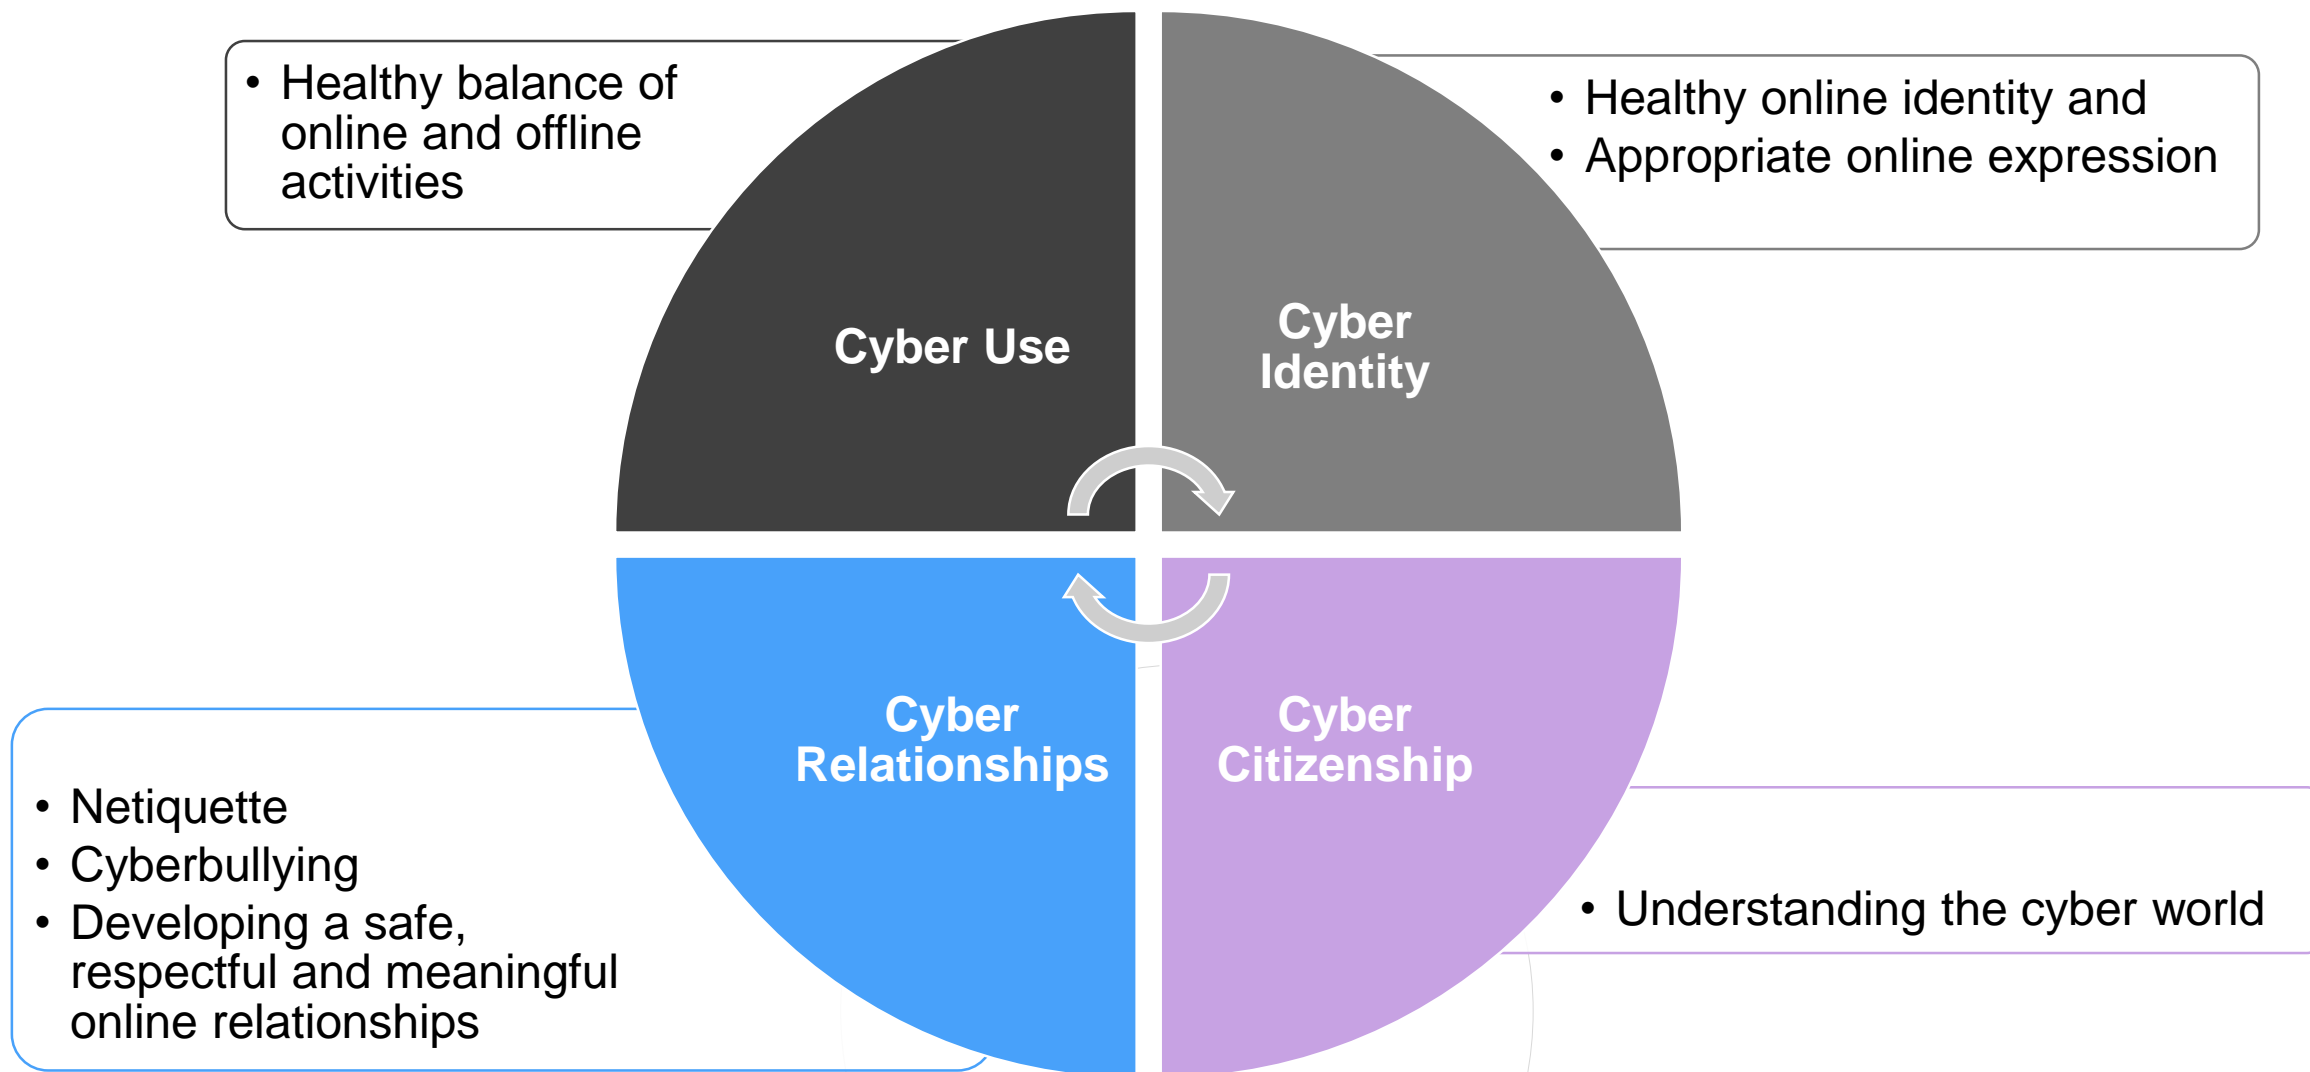 • Healthy balance of
online and offline
activities
• Healthy online identity and
• Appropriate online expression
Cyber Use
Cyber
Identity
Cyber
Relationships
Cyber
Citizenship
• Netiquette
• Cyberbullying
• Developing a safe,
respectful and meaningful
online relationships
• Understanding the cyber world